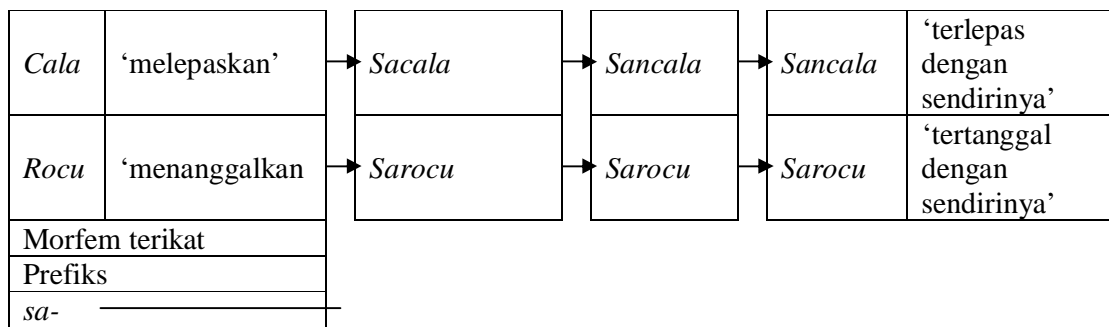 ‘terlepas
Cala ‘melepaskan’ Sacala Sancala Sancala dengan
sendirinya’
‘tertanggal
Rocu ‘menanggalkan Sarocu Sarocu Sarocu dengan
sendirinya’
Morfem terikat
Prefiks
sa-